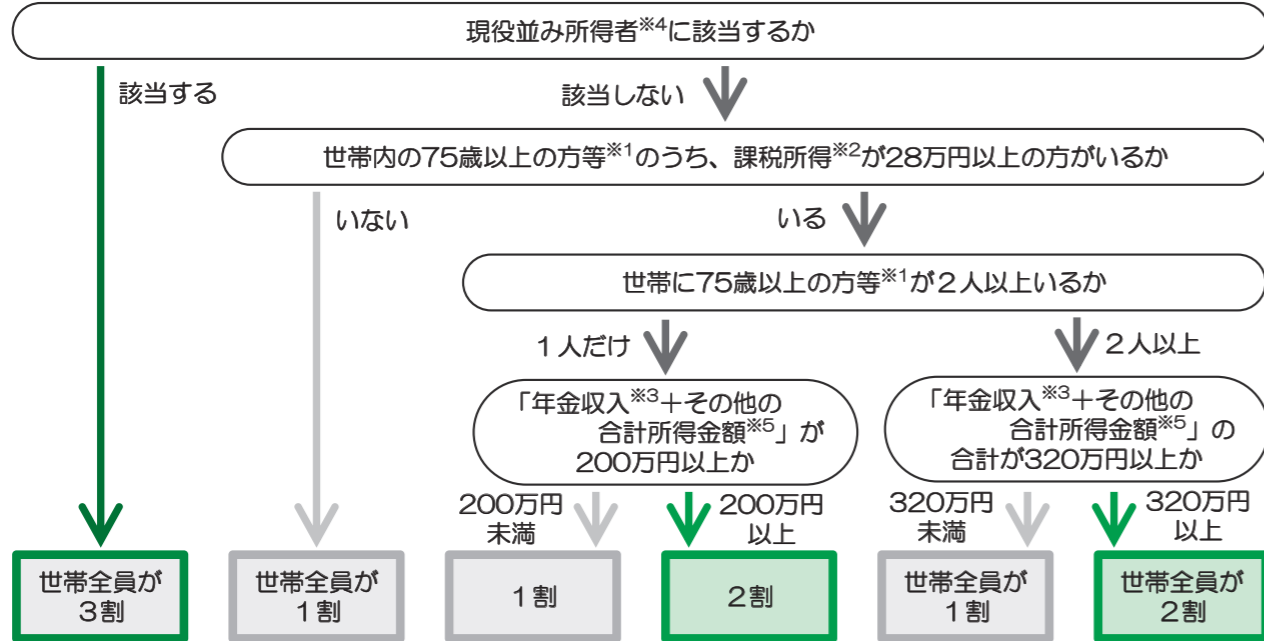 現役並み所得者※4に該当するか
該当する
該当しない
世帯内の75歳以上の方等※1のうち、課税所得※2が28万円以上の方がいるか
いない
いる
世帯に75歳以上の方等※1が2人以上いるか
1人だけ
2人以上
「年金収入※3+その他の
合計所得金額※5」が
200万円以上か
「年金収入※3+その他の
合計所得金額※5」の
合計が320万円以上か
200万円
未満
200万円
以上
320万円
未満
320万円
以上
世帯全員が
3割
世帯全員が
1割
1割
2割
世帯全員が
1割
世帯全員が
2割